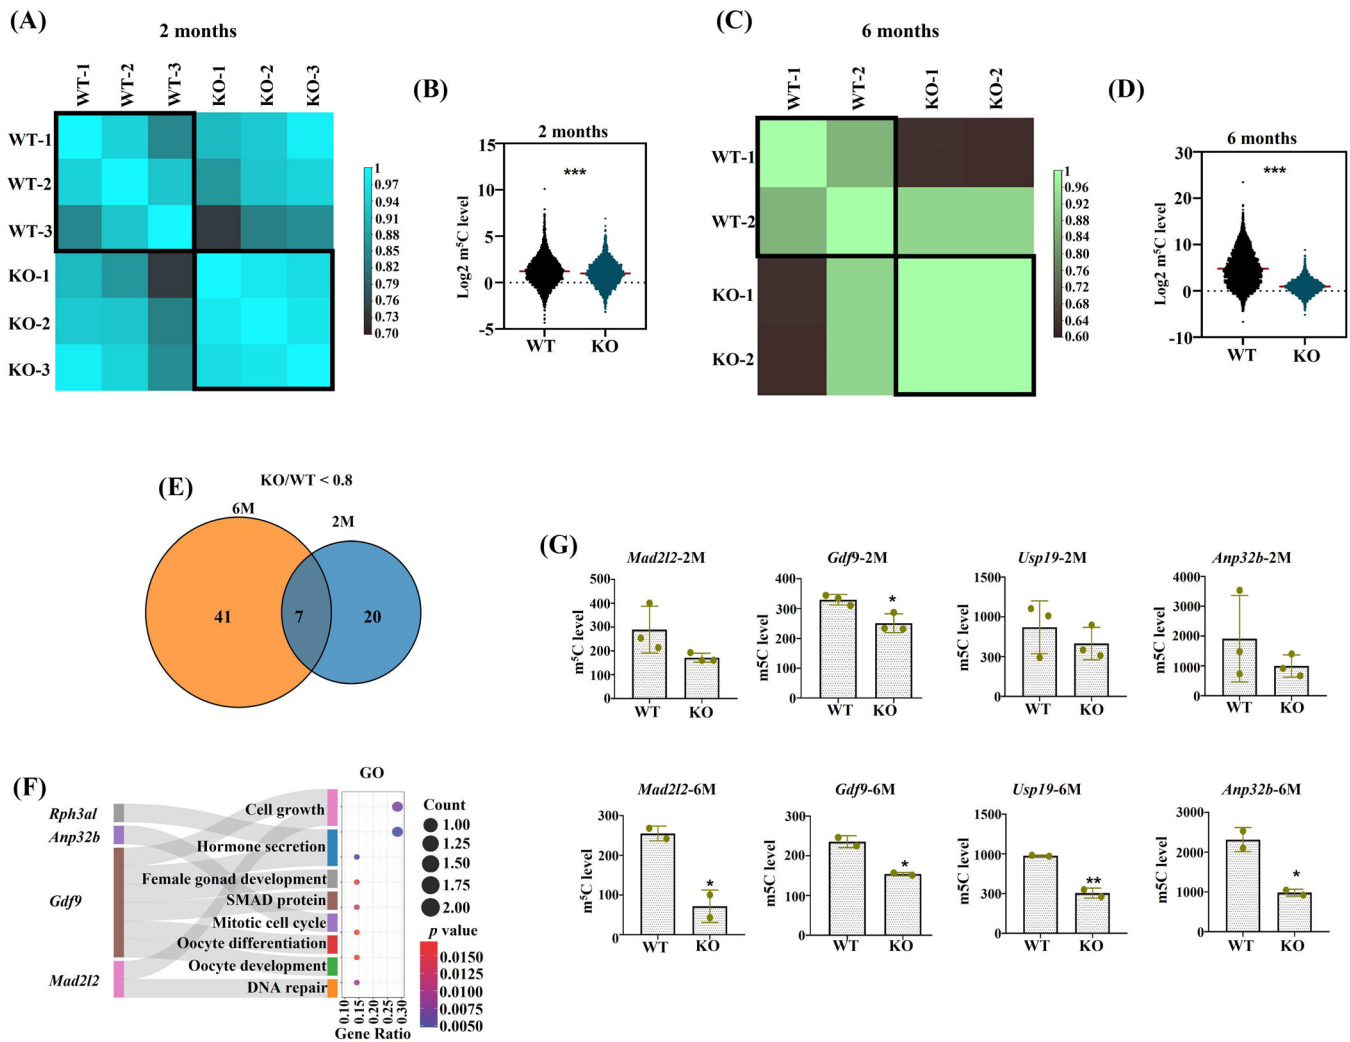 (A)
2 months
WT-1
WT-2
WT-3
KO-1
KO-2
KO-3
WT-1
WT-2
WT-3
KO-1
KO-2
KO-3
1
0.97
0.94
0.91
0.88
0.85
0.82
0.79
0.76
0.73
0.70
(B)
2 months
***
Log2 m⁵C level
15
10
5
0
-5
WT
KO
(C)
6 months
WT-1
WT-2
KO-1
KO-2
WT-1
WT-2
KO-1
KO-2
1
0.96
0.92
0.88
0.84
0.80
0.76
0.72
0.68
0.64
0.60
(D)
6 months
***
Log2 m⁵C level
30
20
10
0
-10
WT
KO
(E)
KO/WT < 0.8
6M
2M
41
7
20
(F)
GO
Rph3al
Anp32b
Gdf9
Mad2l2
Cell growth
Hormone secretion
Female gonad development
SMAD protein
Mitotic cell cycle
Oocyte differentiation
Oocyte development
DNA repair
0.10
0.15
0.20
0.25
0.30
Gene Ratio
Count
1.00
1.25
1.50
1.75
2.00
p value
0.0150
0.0125
0.0100
0.0075
0.0050
(G)
Mad2l2-2M
m⁵C level
500
400
300
200
100
0
WT
KO
Gdf9-2M
m5C level
400
300
200
100
0
*
WT
KO
Usp19-2M
m5C level
1500
1000
300
0
WT
KO
Anp32b-2M
m5C level
4000
3000
2000
1000
0
WT
KO
Mad2l2-6M
m5C level
300
200
100
0
*
WT
KO
Gdf9-6M
m5C level
300
200
100
0
*
WT
KO
Usp19-6M
m5C level
1500
1000
300
0
**
WT
KO
Anp32b-6M
m5C level
3000
2000
1000
0
*
WT
KO